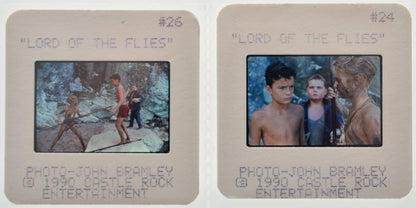 #26
"LORD OF THE FLIES"
PHOTO-JOHN BRAMLEY
© 1990 CASTLE ROCK
ENTERTAINMENT
#24
"LORD OF THE FLIES"
PHOTO-JOHN BRAMLEY
© 1990 CASTLE ROCK
ENTERTAINMENT